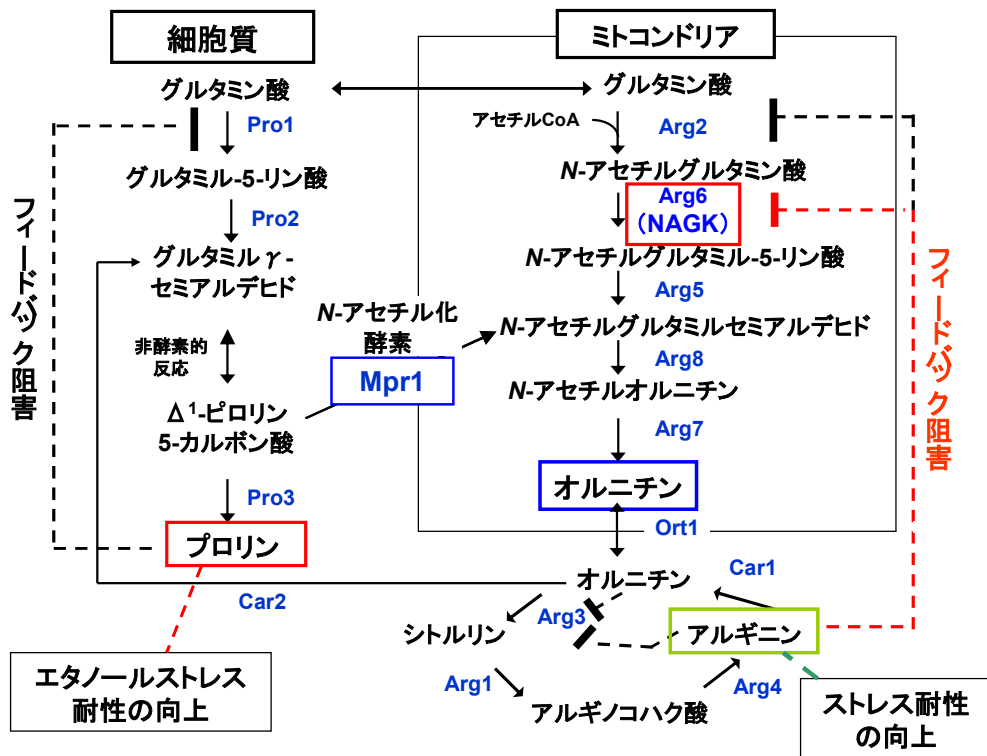 細胞質
グルタミン酸
Pro1
グルタミル-5-リン酸
Pro2
グルタミルγ-
セミアルデヒド
非酵素的
反応
Δ¹-ピロリン
5-カルボン酸
Pro3
プロリン
フィードバック阻害
エタノールストレス
耐性の向上
N-アセチル化
酵素
Mpr1
ミトコンドリア
グルタミン酸
アセチルCoA
Arg2
N-アセチルグルタミン酸
Arg6
(NAGK)
N-アセチルグルタミル-5-リン酸
Arg5
N-アセチルグルタミルセミアルデヒド
Arg8
N-アセチルオルニチン
Arg7
オルニチン
Ort1
オルニチン
Car1
Car2
Arg3
シトルリン
アルギニン
Arg1
Arg4
アルギノコハク酸
フィードバック阻害
ストレス耐性
の向上